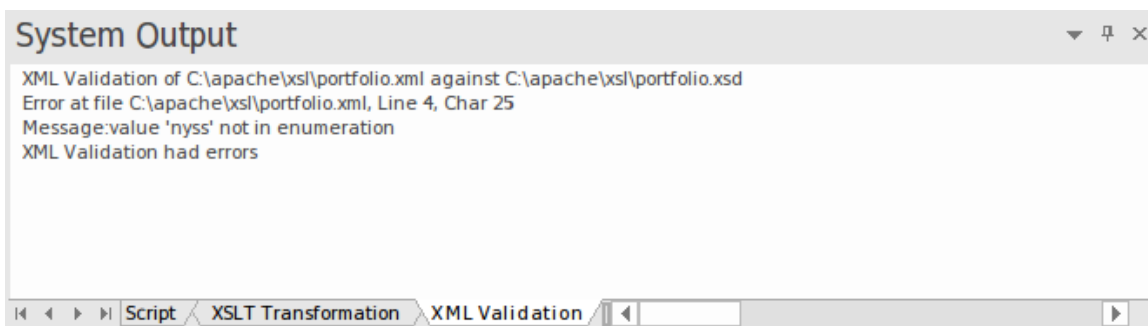 System Output
XML Validation of C:\apache\xsl\portfolio.xml against C:\apache\xsl\portfolio.xsd
Error at file C:\apache\xsl\portfolio.xml, Line 4, Char 25
Message:value 'nyss' not in enumeration
XML Validation had errors
Script XSLT Transformation XML Validation